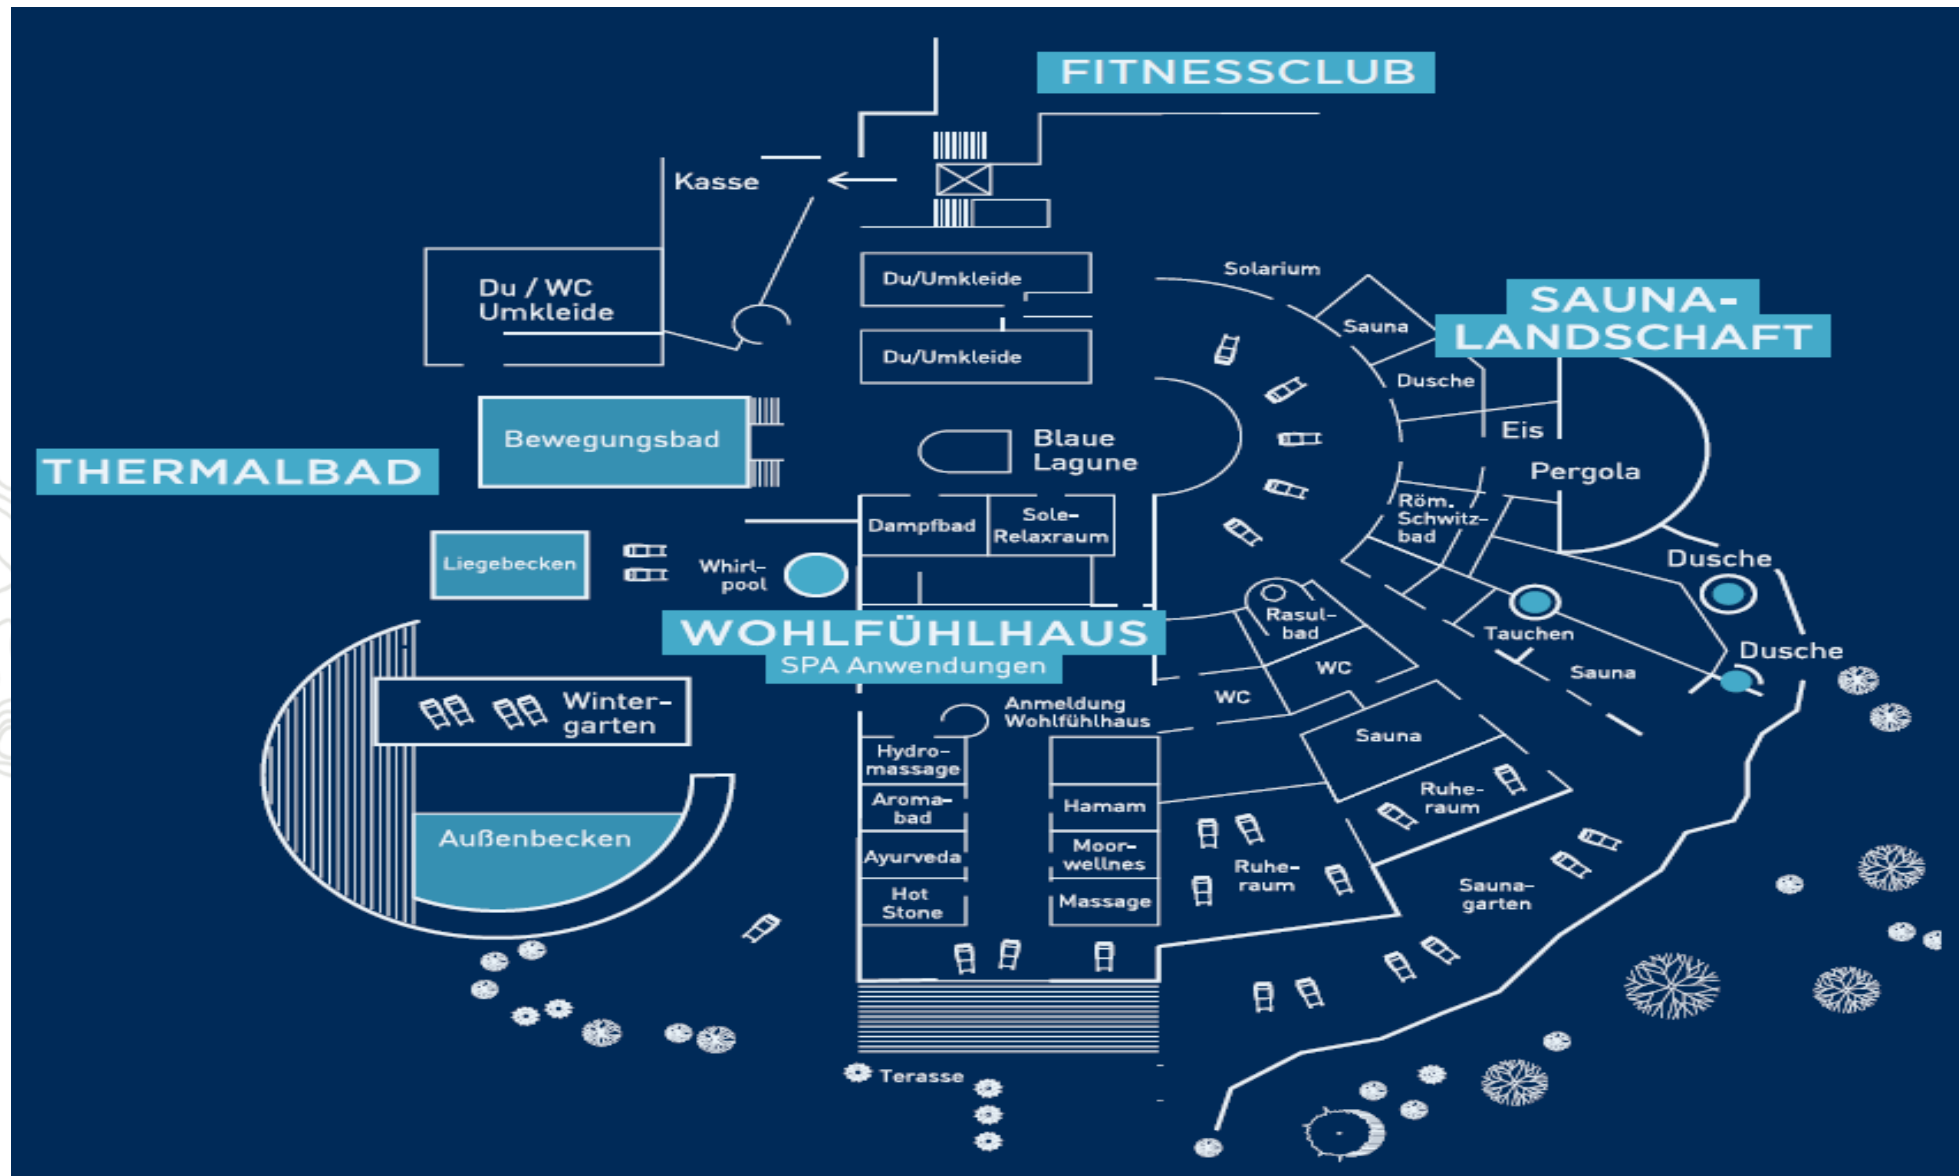 FITNESSCLUB
Kasse
Du / WC
Umkleide
Du/Umkleide
Du/Umkleide
Solarium
Sauna
SAUNA-
LANDSCHAFT
Dusche
Eis
Pergola
THERMALBAD
Bewegungsbad
Blaue
Lagune
Dampfbad
Sole-
Relaxraum
Röm.
Schwitz-
bad
Liegebecken
Whirl-
pool
Dusche
Rasul-
bad
Tauchen
Dusche
WOHLFÜHLHAUS
SPA Anwendungen
WC
WC
Sauna
Winter-
garten
Anmeldung
Wohlfühlhaus
Sauna
Hydro-
massage
Aroma-
bad
Hamam
Ruhe-
raum
Außenbecken
Ayurveda
Moor-
wellnes
Ruhe-
raum
Sauna-
garten
Hot
Stone
Massage
Terasse